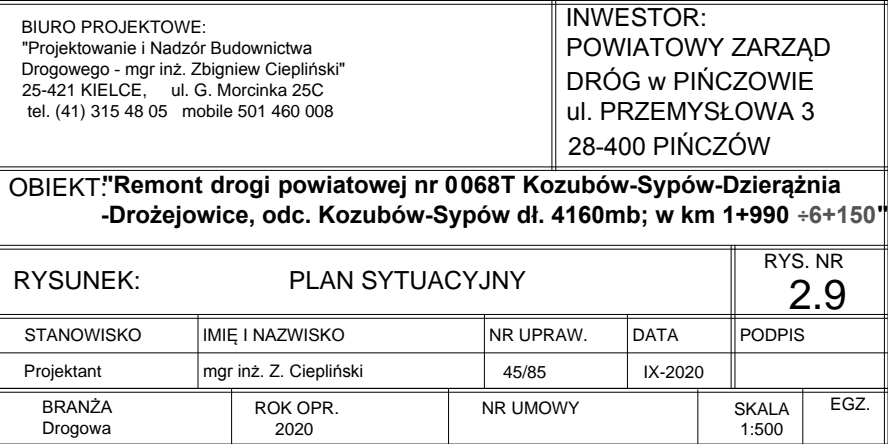 BIURO PROJEKTOWE:
"Projektowanie i Nadzór Budownictwa
Drogowego - mgr inż. Zbigniew Ciepliński"
25-421 KIELCE, ul. G. Morcinka 25C
tel. (41) 315 48 05 mobile 501 460 008
INWESTOR:
POWIATOWY ZARZĄD
DRÓG w PIŃCZOWIE
ul. PRZEMYSŁOWA 3
28-400 PIŃCZÓW
OBIEKT:"Remont drogi powiatowej nr 0068T Kozubów-Sypów-Dzierążnia
-Drożejowice, odc. Kozubów-Sypów dł. 4160mb; w km 1+990 ÷6+150"
RYSUNEK: PLAN SYTUACYJNY
RYS. NR
2.9
STANOWISKO IMIĘ I NAZWISKO NR UPRAW. DATA PODPIS
Projektant mgr inż. Z. Ciepliński 45/85 IX-2020
BRANŻA ROK OPR. NR UMOWY SKALA EGZ.
Drogowa 2020 1:500